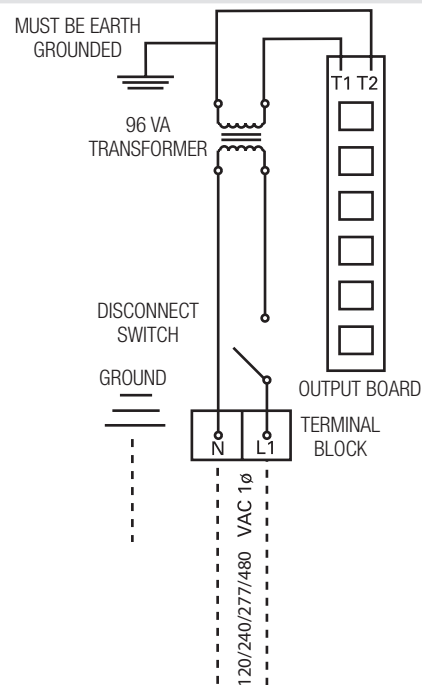 MUST BE EARTH
GROUNDED
T1 T2
96 VA
TRANSFORMER
DISCONNECT
SWITCH
GROUND
OUTPUT BOARD
TERMINAL
BLOCK
N
L1
120/240/277/480 VAC 1ø